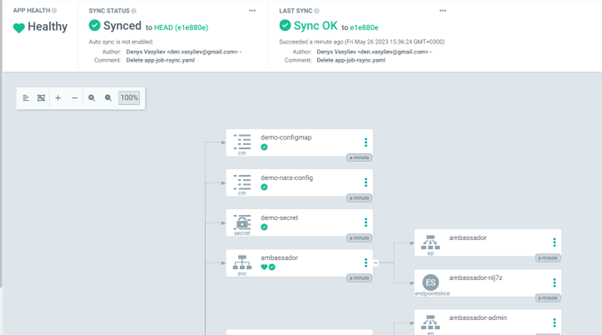 APP HEALTH
Healthy
SYNC STATUS
Synced to HEAD (e1e880e)
Auto sync is not enabled.
Author: Denys Vasyliev <den.vasyliev@gmail.com> -
Comment: Delete app-job-rsync.yaml
LAST SYNC
Sync OK to e1e880e
Succeeded a minute ago (Fri May 26 2023 15:36:24 GMT+0300)
Author: Denys Vasyliev <den.vasyliev@gmail.com> -
Comment: Delete app-job-rsync.yaml
100%
demo-configmap
cm
a minute
demo-nats-config
cm
a minute
demo-secret
secret
a minute
ambassador
svc
a minute
ambassador
ep
a minute
ES
ambassador-nlj7z
endpointslice
a minute
ambassador-admin